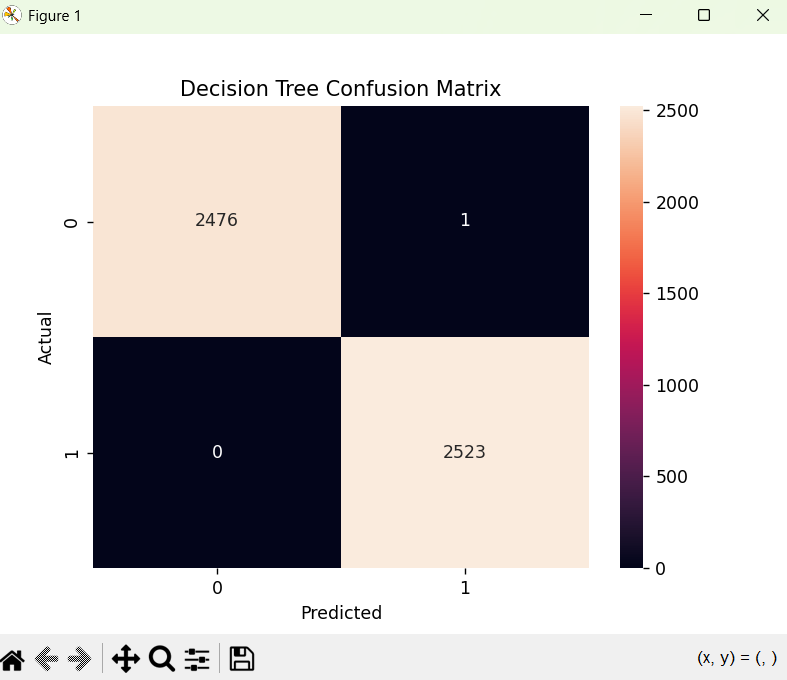 Figure 1
Decision Tree Confusion Matrix
2476 1
0 2523
0
1
Actual
0 1
Predicted
2500
2000
1500
1000
500
0
(x, y) = (, )